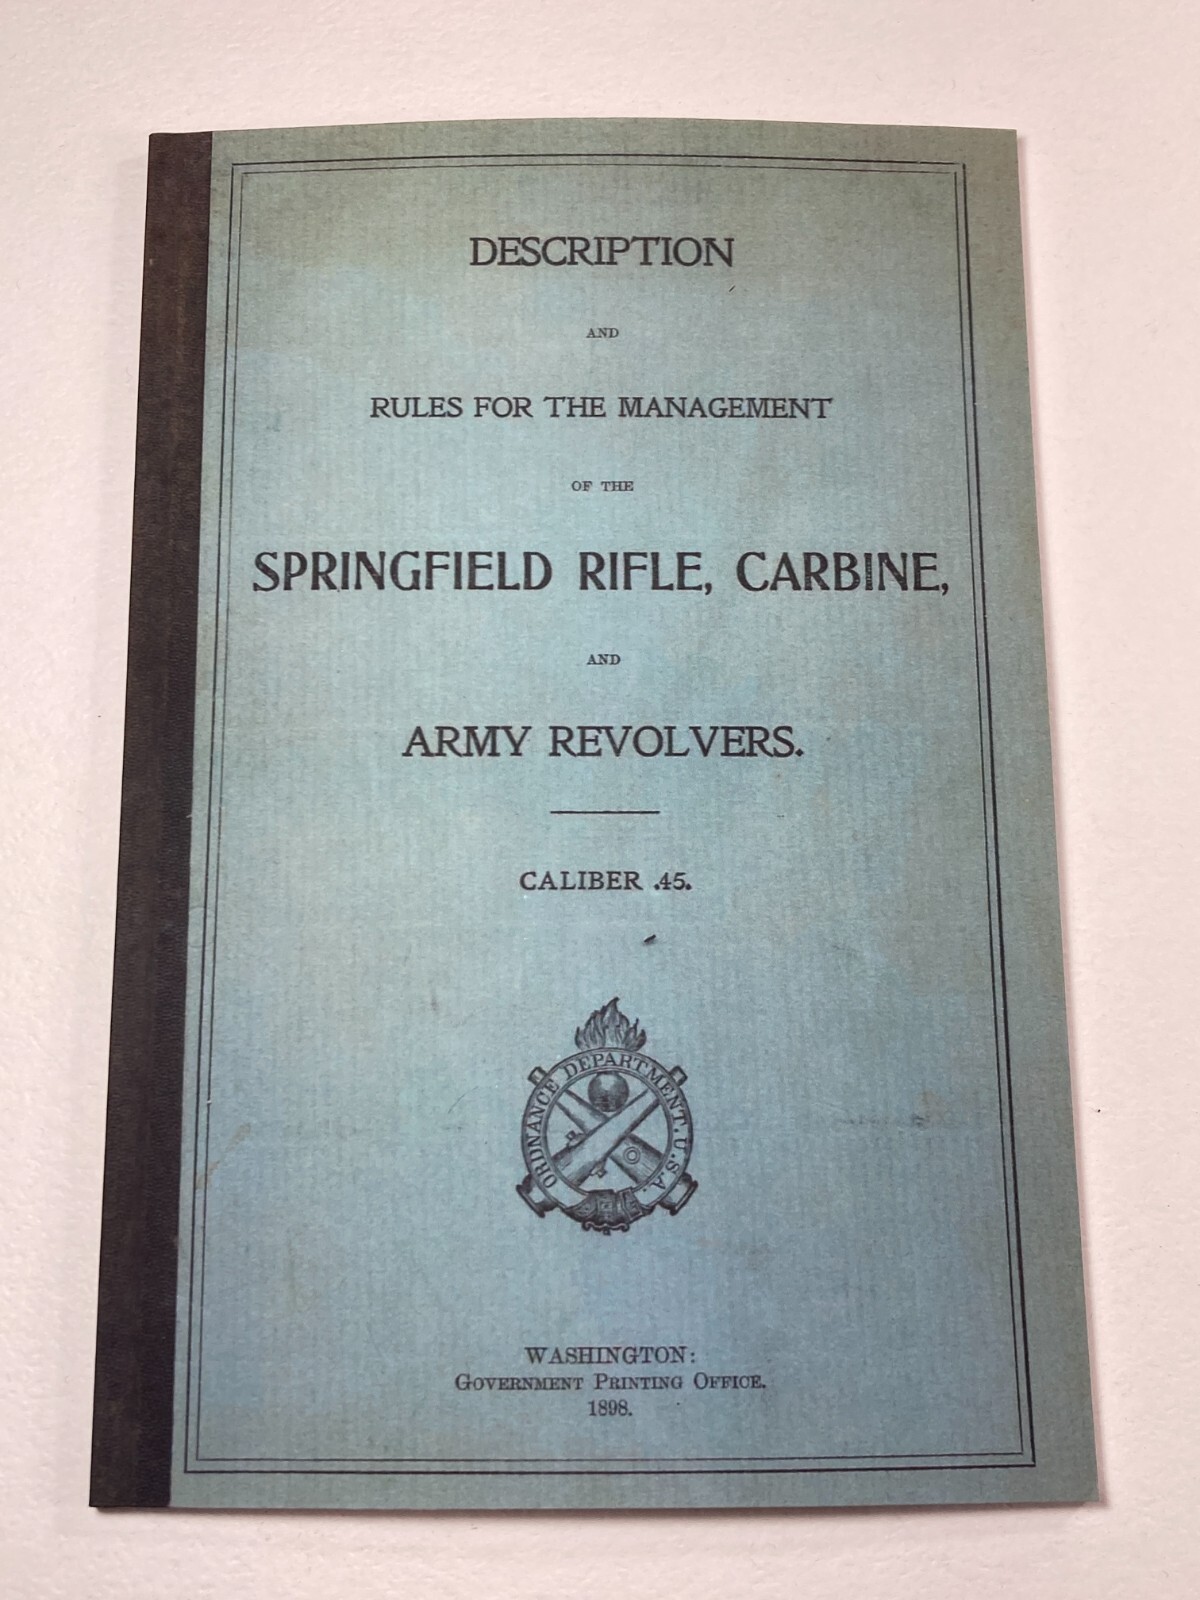 DESCRIPTION
AND
RULES FOR THE MANAGEMENT
OF THE
SPRINGFIELD RIFLE, CARBINE,
AND
ARMY REVOLVERS.
CALIBER .45.
ORDNANCE DEPARTMENT. U.S.A.
WASHINGTON:
GOVERNMENT PRINTING OFFICE.
1898.